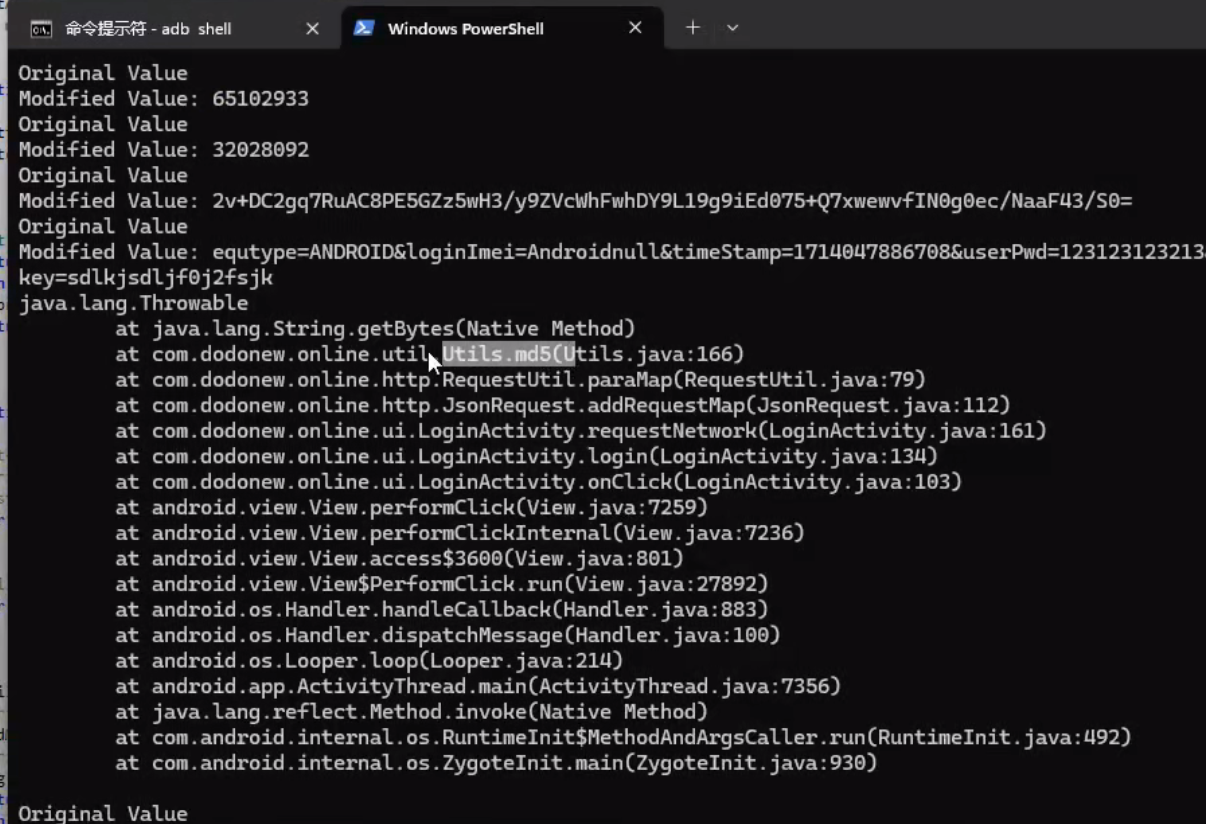 命令提示符 - adb shell
Windows PowerShell
Original Value
Modified Value: 65102933
Original Value
Modified Value: 32028092
Original Value
Modified Value: 2v+DC2gq7RuAC8PE5GZz5wH3/y9ZVcWhFwhDY9L19g9iEd075+Q7xwewvfIN0g0ec/NaaF43/S0=
Original Value
Modified Value: equtype=ANDROID&loginImei=Androidnull&timeStamp=1714047886708&userPwd=123123123213&
key=sdlkjsdljf0j2fsjk
java.lang.Throwable
at java.lang.String.getBytes(Native Method)
at com.dodonew.online.util.Utils.md5(Utils.java:166)
at com.dodonew.online.http.RequestUtil.paraMap(RequestUtil.java:79)
at com.dodonew.online.http.JsonRequest.addRequestMap(JsonRequest.java:112)
at com.dodonew.online.ui.LoginActivity.requestNetwork(LoginActivity.java:161)
at com.dodonew.online.ui.LoginActivity.login(LoginActivity.java:134)
at com.dodonew.online.ui.LoginActivity.onClick(LoginActivity.java:103)
at android.view.View.performClick(View.java:7259)
at android.view.View.performClickInternal(View.java:7236)
at android.view.View.access$3600(View.java:801)
at android.view.View$PerformClick.run(View.java:27892)
at android.os.Handler.handleCallback(Handler.java:883)
at android.os.Handler.dispatchMessage(Handler.java:100)
at android.os.Looper.loop(Looper.java:214)
at android.app.ActivityThread.main(ActivityThread.java:7356)
at java.lang.reflect.Method.invoke(Native Method)
at com.android.internal.os.RuntimeInit$MethodAndArgsCaller.run(RuntimeInit.java:492)
at com.android.internal.os.ZygoteInit.main(ZygoteInit.java:930)
Original Value